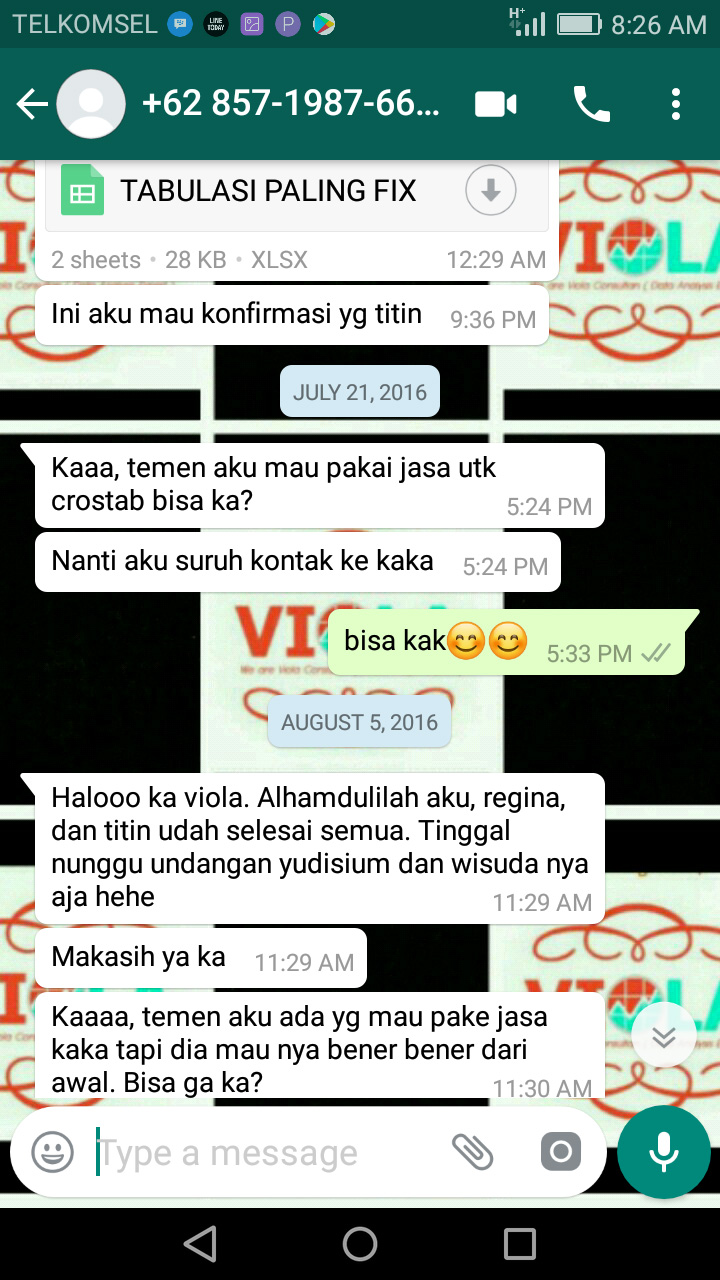 TELKOMSEL
LINE TODAY
P
H+
8:26 AM
+62 857-1987-66...
TABULASI PALING FIX
2 sheets • 28 KB • XLSX 12:29 AM
Ini aku mau konfirmasi yg titin 9:36 PM
JULY 21, 2016
Kaaa, temen aku mau pakai jasa utk
crostab bisa ka? 5:24 PM
Nanti aku suruh kontak ke kaka 5:24 PM
VIOLA
bisa kak😊😊 5:33 PM
AUGUST 5, 2016
Halooo ka viola. Alhamdulilah aku, regina,
dan titin udah selesai semua. Tinggal
nunggu undangan yudisium dan wisuda nya
aja hehe 11:29 AM
Makasih ya ka 11:29 AM
Kaaaa, temen aku ada yg mau pake jasa
kaka tapi dia mau nya bener bener dari
awal. Bisa ga ka? 11:30 AM
Type a message